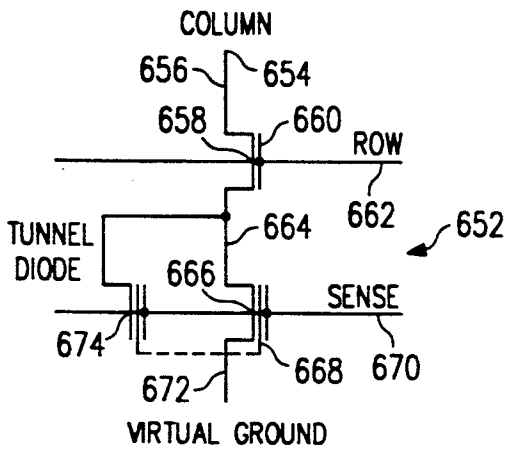 COLUMN
656
654
658
660
ROW
662
664
652
TUNNEL
DIODE
666
SENSE
674
668
670
672
VIRTUAL GROUND